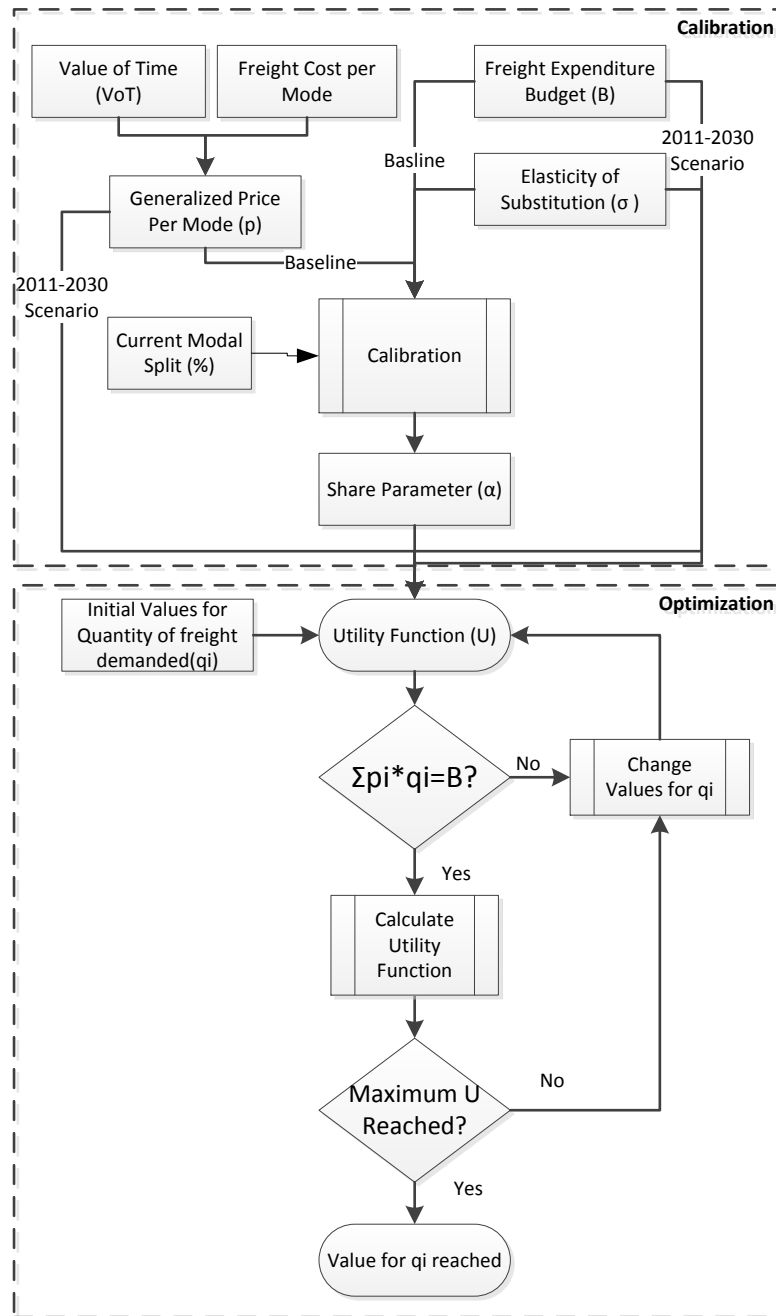 Calibration
Value of Time
(VoT)
Freight Cost per
Mode
Freight Expenditure
Budget (B)
2011-2030
Scenario
Basline
Elasticity of
Substitution (σ )
Generalized Price
Per Mode (p)
Baseline
2011-2030
Scenario
Current Modal
Split (%)
Calibration
Share Parameter (α)
Optimization
Initial Values for
Quantity of freight
demanded(qi)
Utility Function (U)
Σpi*qi=B?
No
Change
Values for qi
Yes
Calculate
Utility
Function
Maximum U
Reached?
No
Yes
Value for qi reached